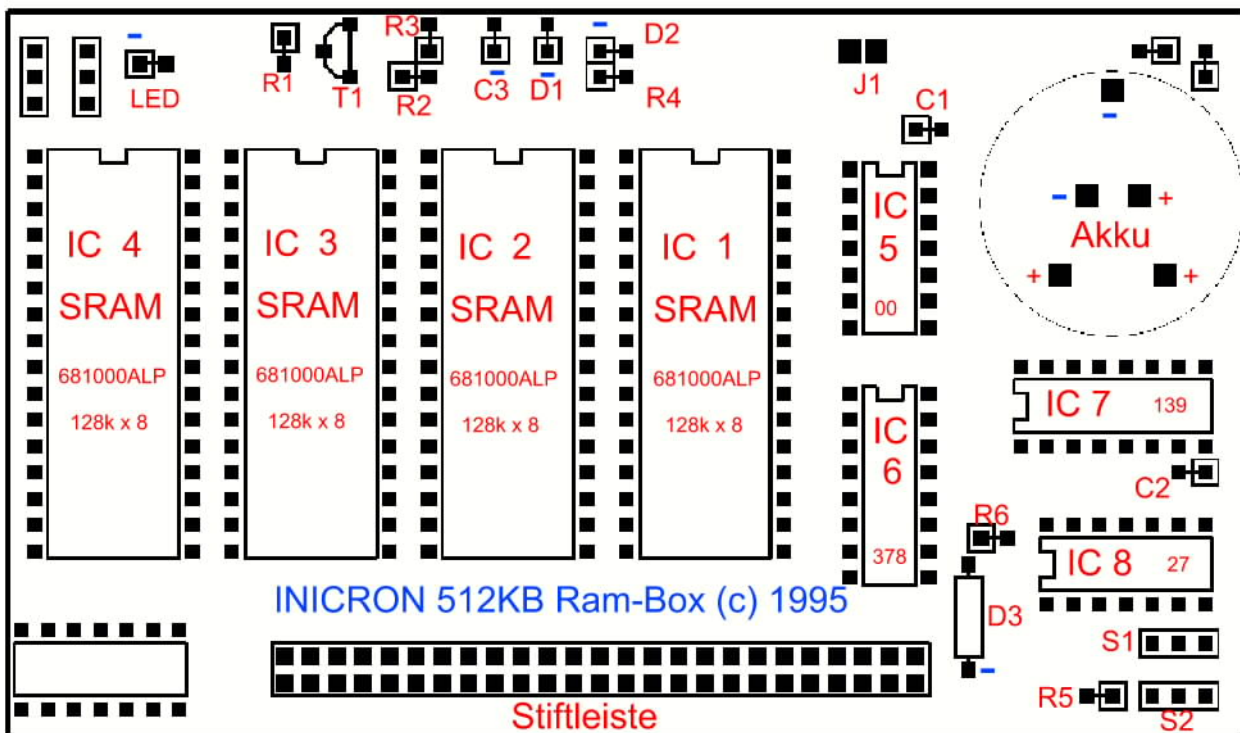 R3
D2
LED
R1
T1
R2
C3
D1
R4
J1
C1
IC 4
SRAM
681000ALP
128k x 8
IC 3
SRAM
681000ALP
128k x 8
IC 2
SRAM
681000ALP
128k x 8
IC 1
SRAM
681000ALP
128k x 8
IC
5
00
- +
Akku
+ +
IC
6
378
IC 7 139
C2
R6
IC 8 27
INICRON 512KB Ram-Box (c) 1995
D3
S1
R5
S2
Stiftleiste